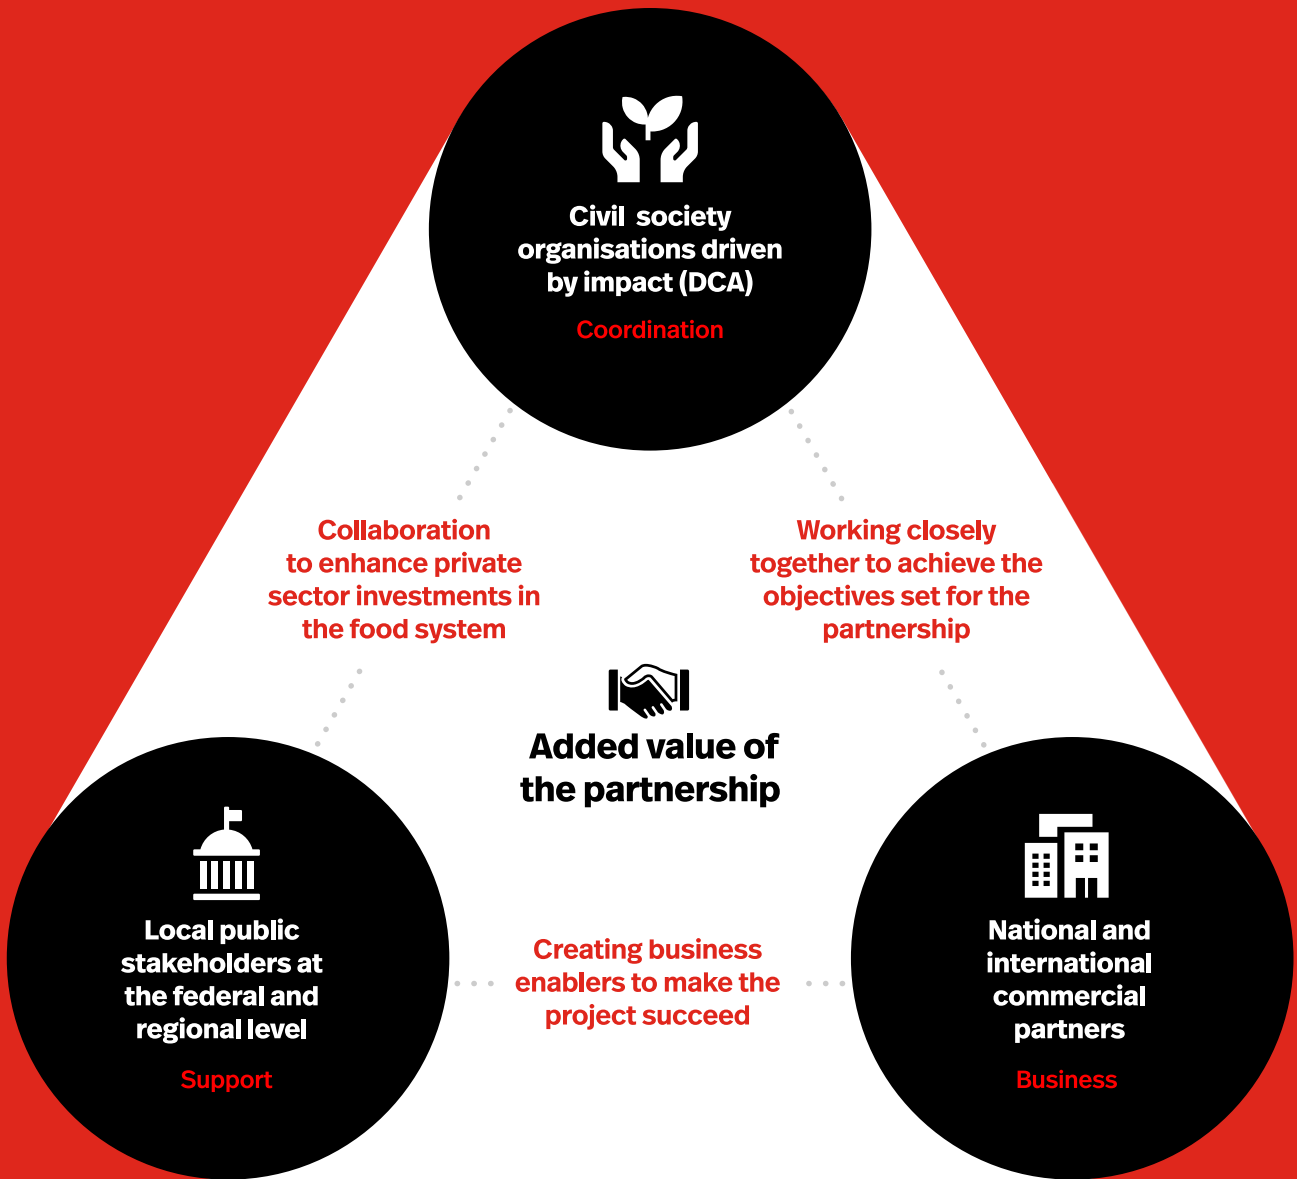 Civil society
organisations driven
by impact (DCA)
Coordination
Collaboration
to enhance private
sector investments in
the food system
Working closely
together to achieve the
objectives set for the
partnership
Added value of
the partnership
Local public
stakeholders at
the federal and
regional level
Support
Creating business
enablers to make the
project succeed
National and
international
commercial
partners
Business